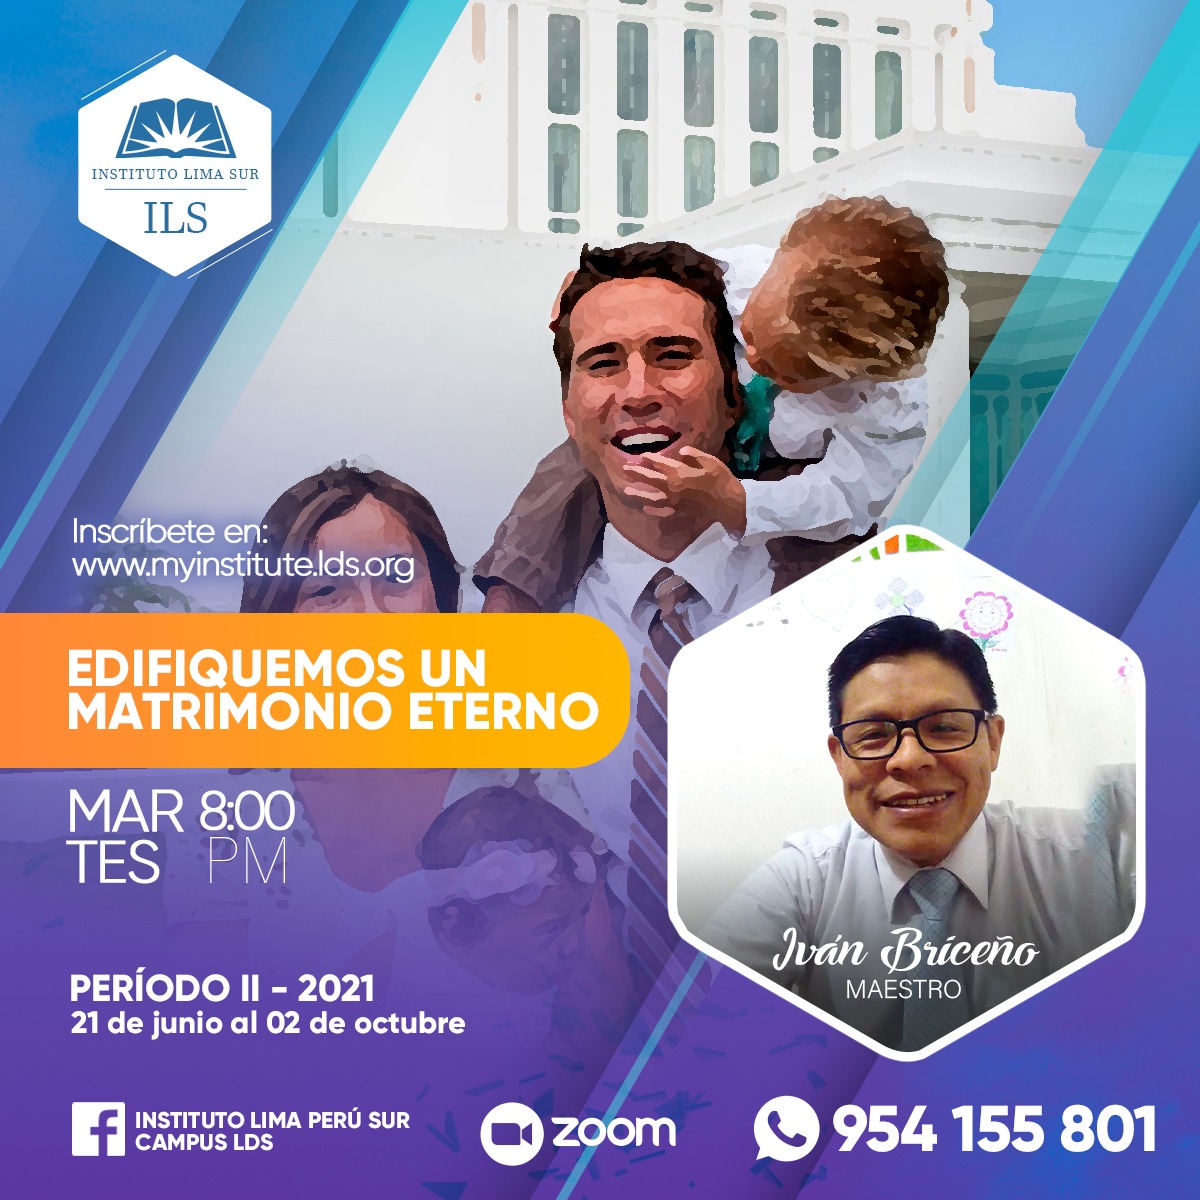 INSTITUTO LIMA SUR
ILS
Inscríbete en:
www.myinstitute.lds.org
EDIFIQUEMOS UN
MATRIMONIO ETERNO
MAR 8:00
TES PM
Iván Briceño
MAESTRO
PERÍODO II - 2021
21 de junio al 02 de octubre
INSTITUTO LIMA PERÚ SUR
CAMPUS LDS
zoom
954 155 801